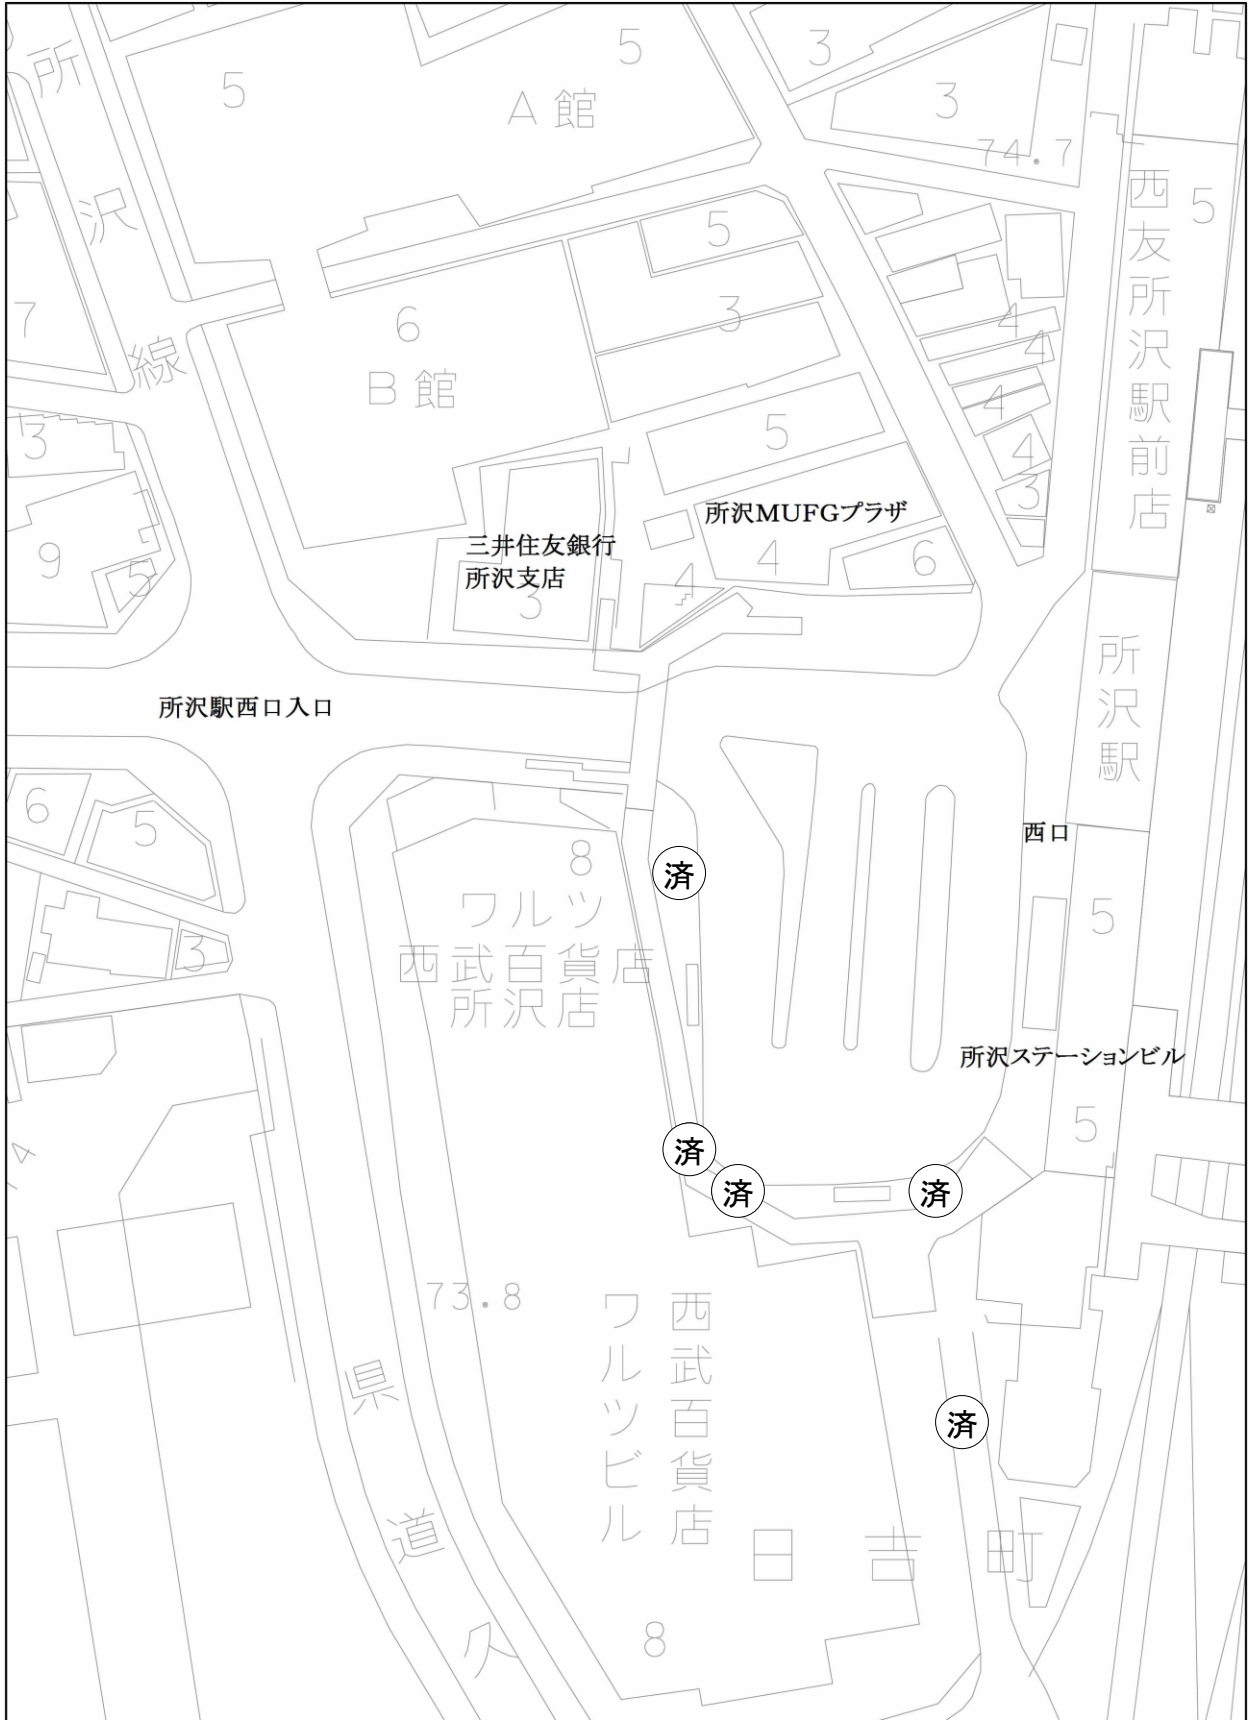 所
沢
線
5
A館
5
3
3
74.7
西友所沢駅前店
5
7
6
B館
5
3
5
4
4
4
4
3
3
9
5
所沢MUFGプラザ
4
6
三井住友銀行
所沢支店
3
4
所沢駅
所沢駅西口入口
6
5
3
西口
5
8
ワルツ
西武百貨店
所沢店
済
所沢ステーションビル
5
4
済
済
済
73.8
西武百貨店
ワルツビル
済
県
道
久
日吉町
8